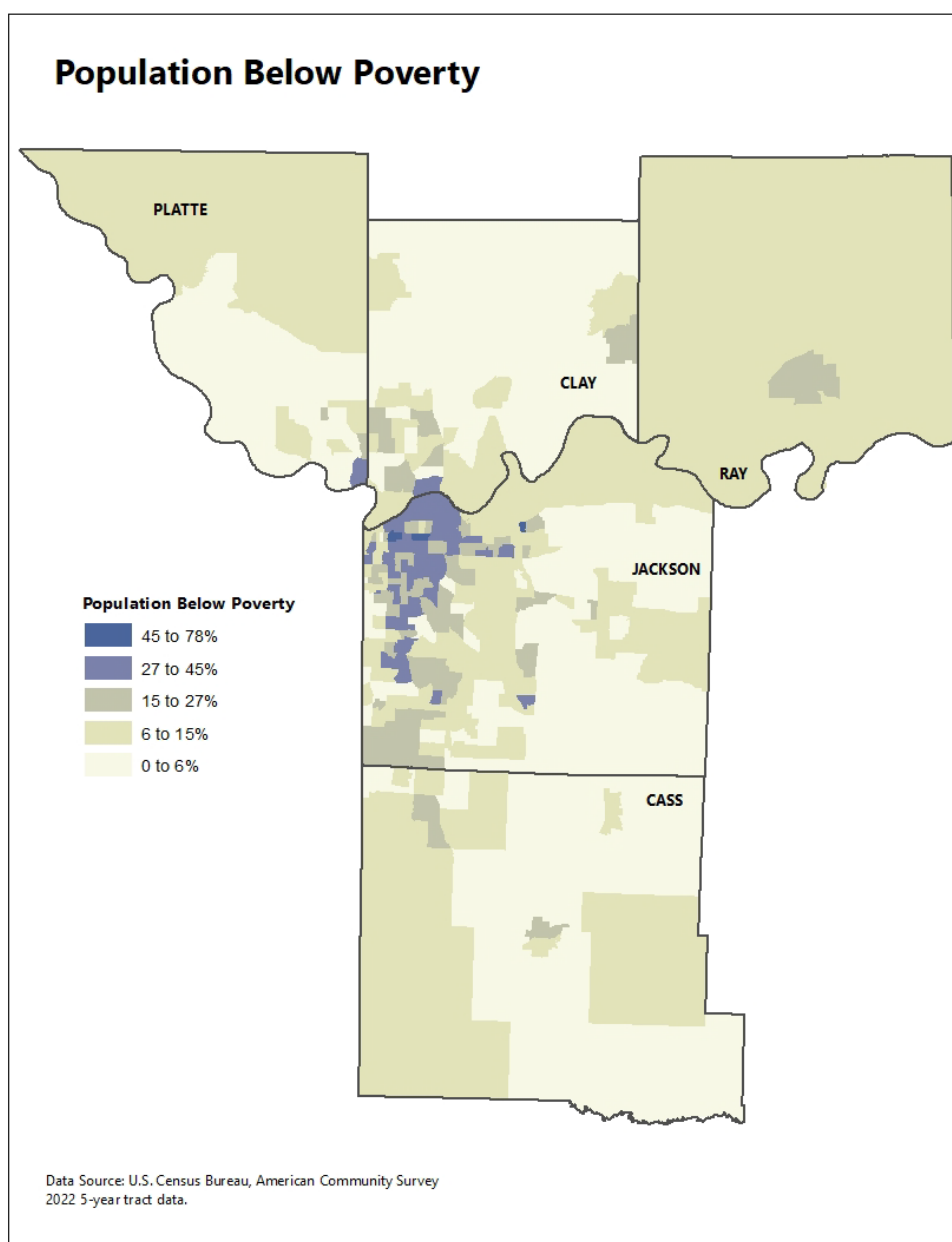 Population Below Poverty
PLATTE
CLAY
RAY
JACKSON
Population Below Poverty
45 to 78%
27 to 45%
15 to 27%
6 to 15%
0 to 6%
CASS
Data Source: U.S. Census Bureau, American Community Survey
2022 5-year tract data.